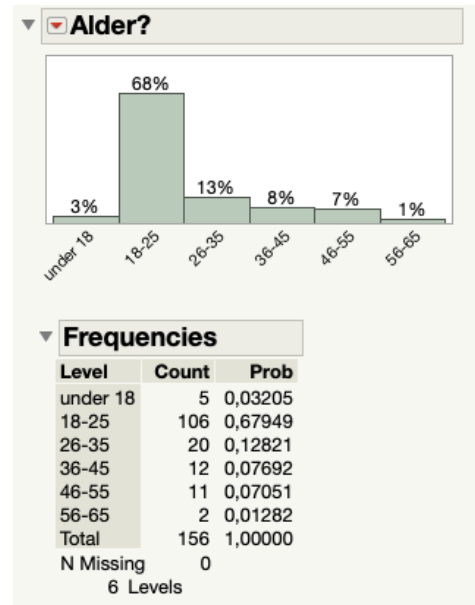 Alder?
68%
3%
13%
8%
7%
1%
under 18
18-25
26-35
36-45
46-55
56-65
Frequencies
Level Count Prob
under 18 5 0,03205
18-25 106 0,67949
26-35 20 0,12821
36-45 12 0,07692
46-55 11 0,07051
56-65 2 0,01282
Total 156 1,00000
N Missing 0
6 Levels